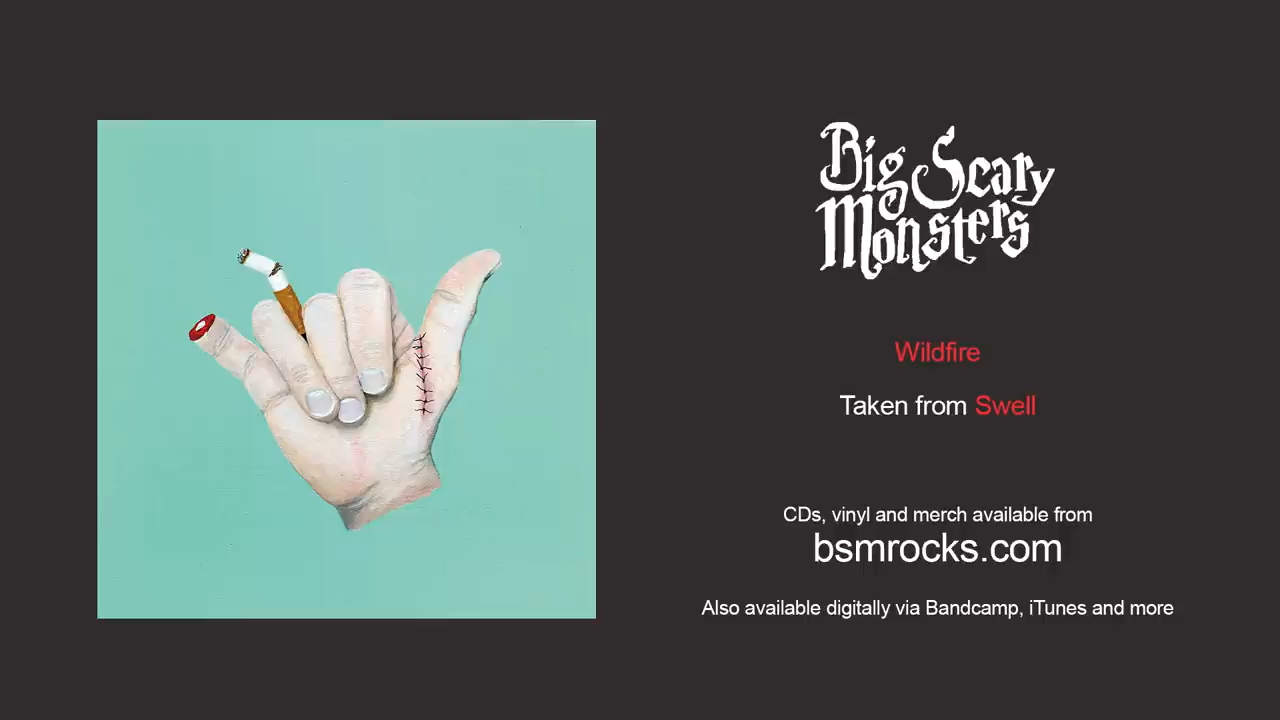 Big Scary
Monsters
Wildfire
Taken from Swell
CDs, vinyl and merch available from
bsmrocks.com
Also available digitally via Bandcamp, iTunes and more